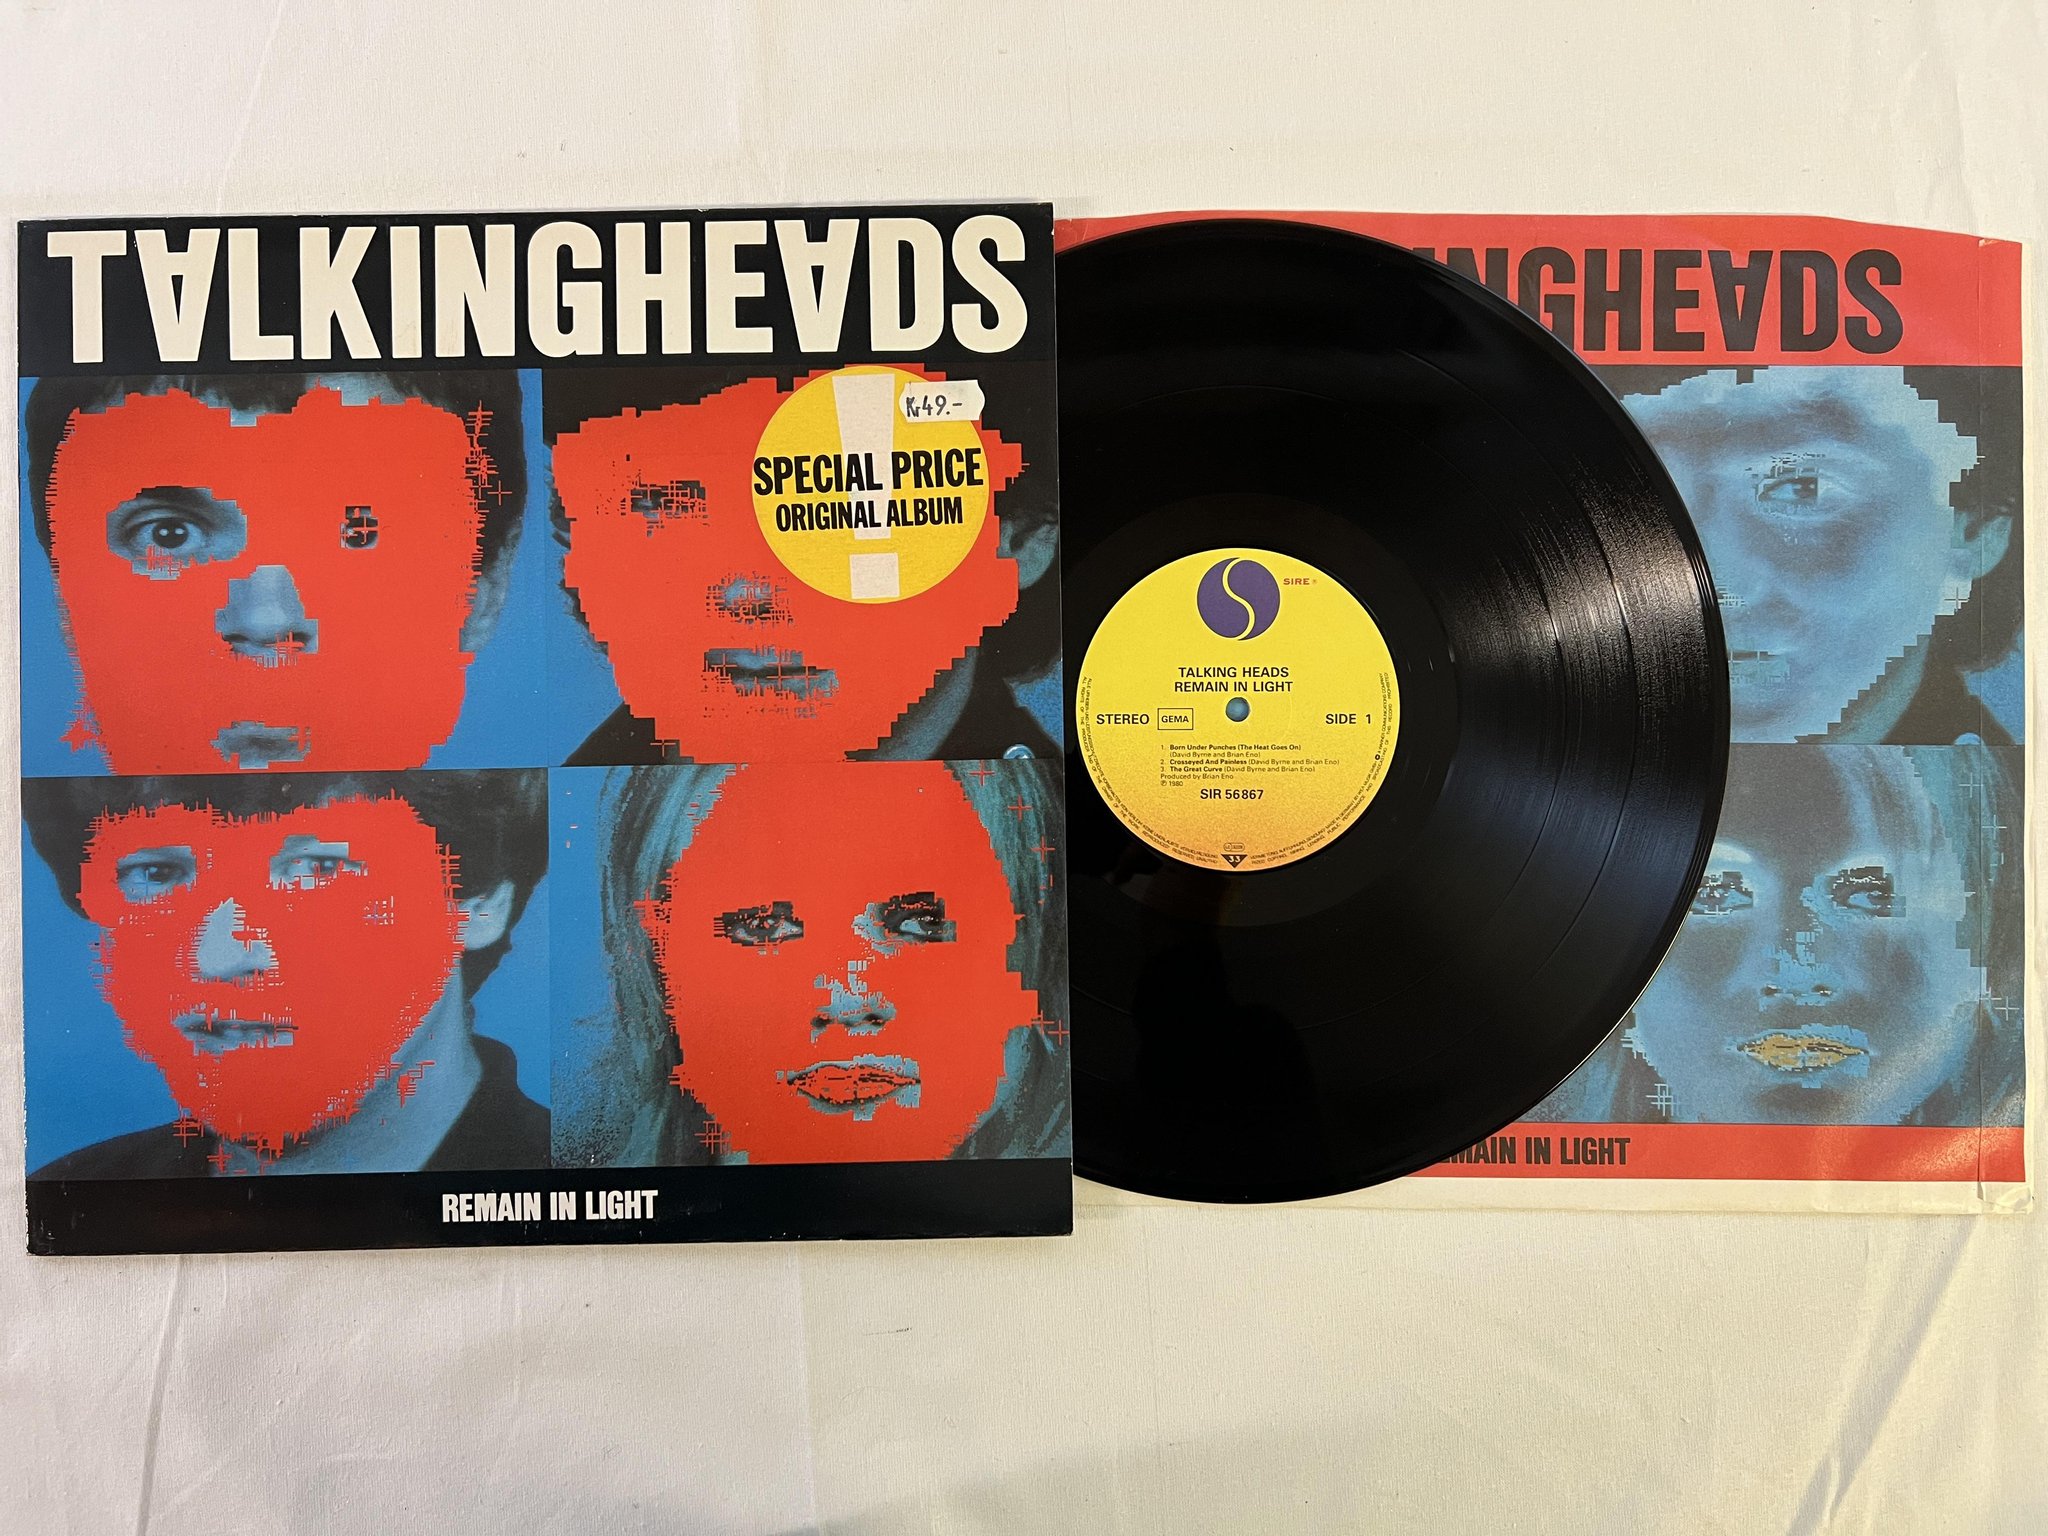 TALKINGHEADS
Kr 49.-
SPECIAL PRICE
ORIGINAL ALBUM
REMAIN IN LIGHT
INGHEADS
MAIN IN LIGHT
SIRE ®
TALKING HEADS
REMAIN IN LIGHT
STEREO GEMA SIDE 1
1. Born Under Punches (The Heat Goes On)
(David Byrne and Brian Eno)
2. Crosseyed And Painless (David Byrne and Brian Eno)
3. The Great Curve (David Byrne and Brian Eno)
Produced by Brian Eno
℗ 1980
SIR 56867
33